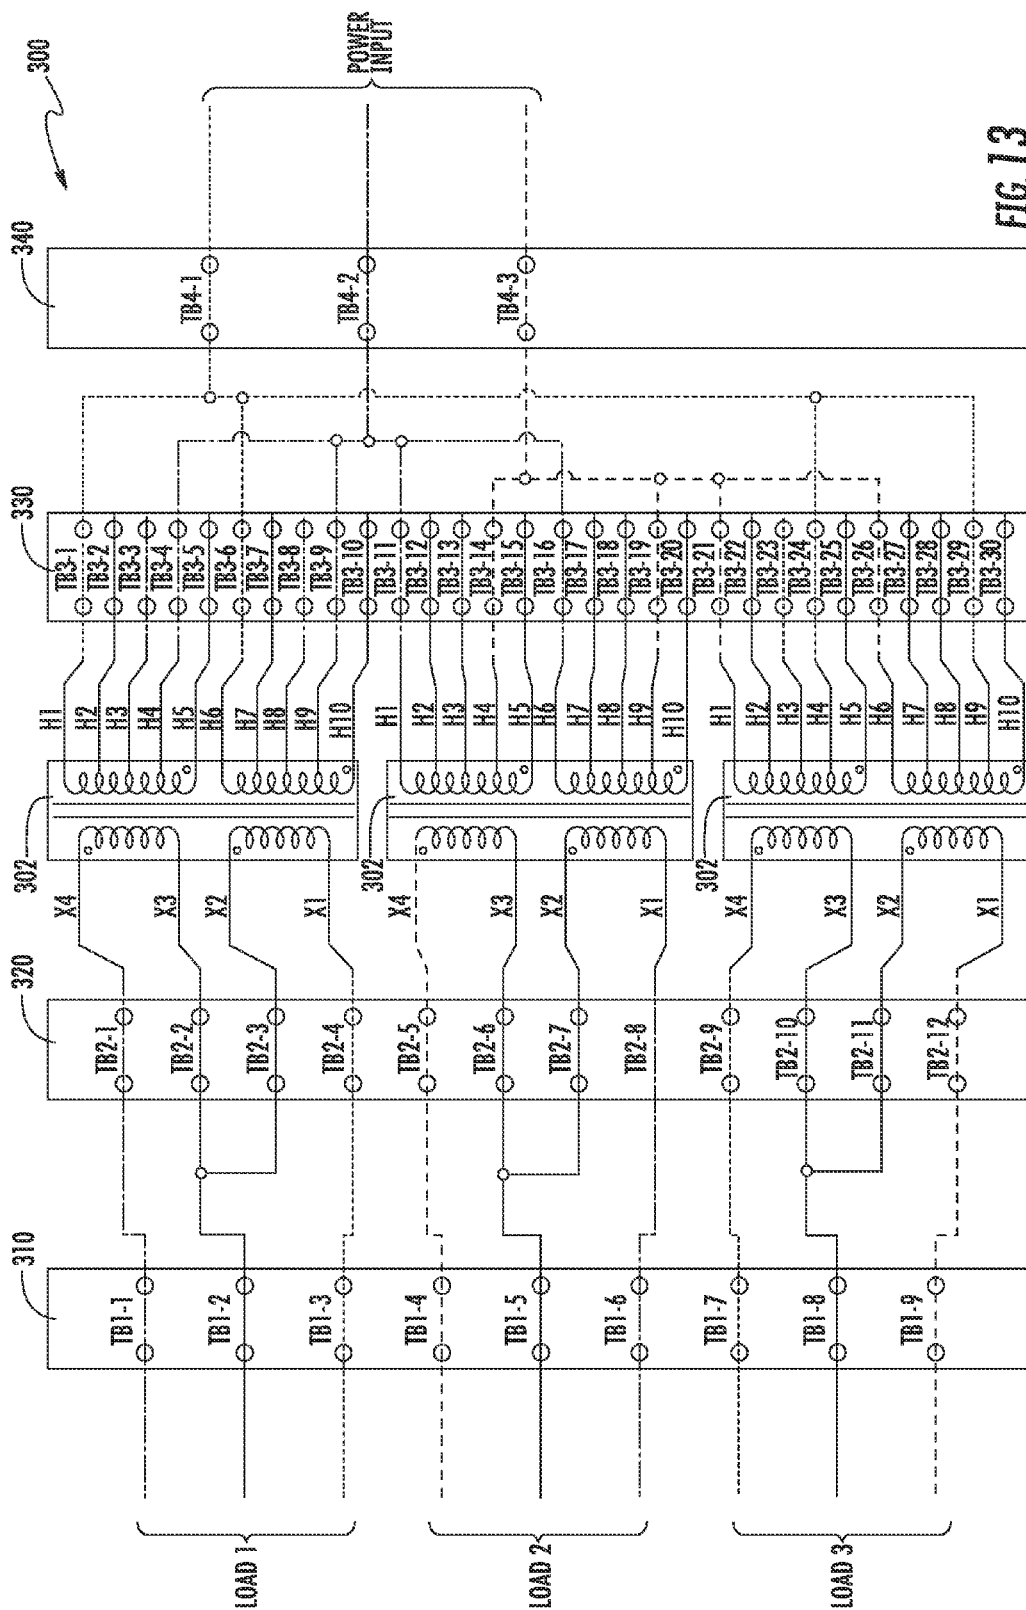 300
340
330
320
310
POWER
INPUT
TB4-1
TB4-2
TB4-3
TB3-1
TB3-2
TB3-3
TB3-4
TB3-5
TB3-6
TB3-7
TB3-8
TB3-9
TB3-10
TB3-11
TB3-12
TB3-13
TB3-14
TB3-15
TB3-16
TB3-17
TB3-18
TB3-19
TB3-20
TB3-21
TB3-22
TB3-23
TB3-24
TB3-25
TB3-26
TB3-27
TB3-28
TB3-29
TB3-30
H1
H2
H3
H4
H5
H6
H7
H8
H9
H10
H1
H2
H3
H4
H5
H6
H7
H8
H9
H10
H1
H2
H3
H4
H5
H6
H7
H8
H9
H10
302
302
302
X4
X3
X2
X1
X4
X3
X2
X1
X4
X3
X2
X1
TB2-1
TB2-2
TB2-3
TB2-4
TB2-5
TB2-6
TB2-7
TB2-8
TB2-9
TB2-10
TB2-11
TB2-12
TB1-1
TB1-2
TB1-3
TB1-4
TB1-5
TB1-6
TB1-7
TB1-8
TB1-9
LOAD 1
LOAD 2
LOAD 3
FIG. 13